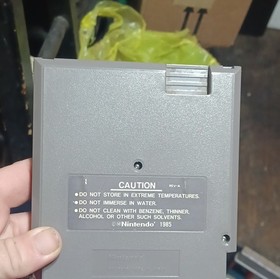 CAUTION
• DO NOT STORE IN EXTREME TEMPERATURES.
• DO NOT IMMERSE IN WATER.
• DO NOT CLEAN WITH BENZENE, THINNER,
ALCOHOL OR OTHER SUCH SOLVENTS.
©Nintendo® 1985